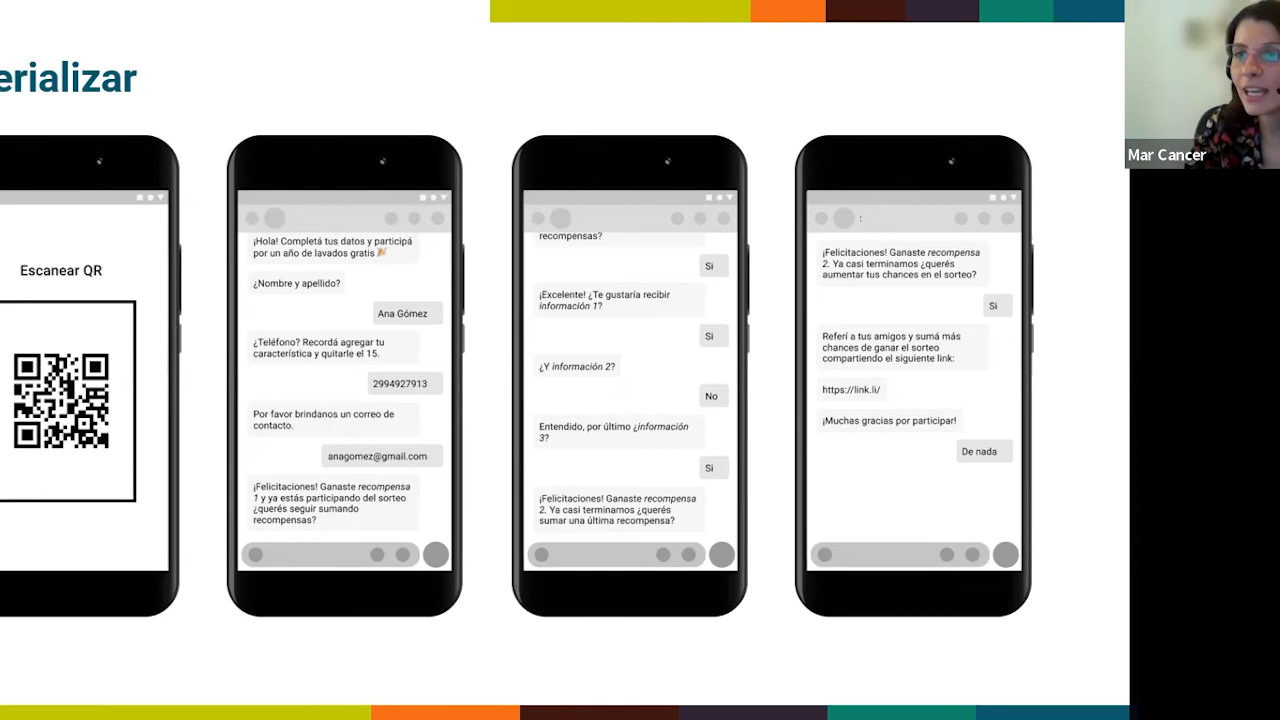 erializar
Mar Cancer
Escanear QR
¡Hola! Completá tus datos y participá
por un año de lavados gratis 🎉
¿Nombre y apellido?
Ana Gómez
¿Teléfono? Recordá agregar tu
característica y quitarle el 15.
2994927913
Por favor brindanos un correo de
contacto.
anagomez@gmail.com
¡Felicitaciones! Ganaste recompensa
1 y ya estás participando del sorteo
¿querés seguir sumando
recompensas?
recompensas?
Si
¡Excelente! ¿Te gustaría recibir
información 1?
Si
¿Y información 2?
No
Entendido, por último ¿información
3?
Si
¡Felicitaciones! Ganaste recompensa
2. Ya casi terminamos ¿querés
sumar una última recompensa?
:
¡Felicitaciones! Ganaste recompensa
2. Ya casi terminamos ¿querés
aumentar tus chances en el sorteo?
Si
Referí a tus amigos y sumá más
chances de ganar el sorteo
compartiendo el siguiente link:
https://link.li/
¡Muchas gracias por participar!
De nada